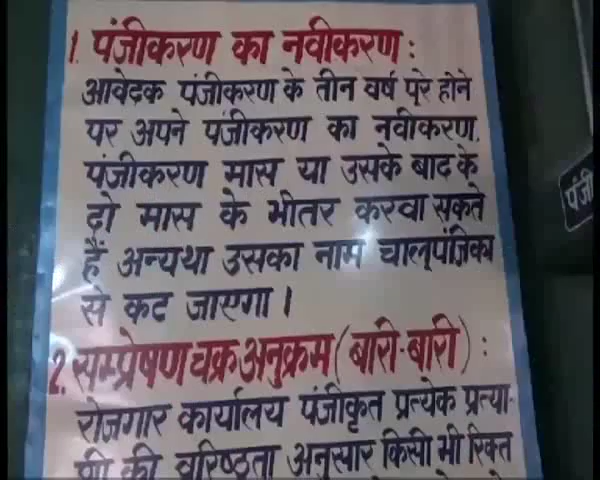 1. पंजीकरण का नवीकरण :
आवेदक पंजीकरण के तीन वर्ष पूरे होने
पर अपने पंजीकरण का नवीकरण,
पंजीकरण मास या उसके बाद के
दो मास के भीतर करवा सकते
हैं अन्यथा उसका नाम चालू पंजिका
से कट जाएगा ।
2. सम्प्रेषण चक्र अनुक्रम (बारी-बारी) :
रोजगार कार्यालय पंजीकृत प्रत्येक प्रत्या-
शी की वरिष्ठता अनुसार किसी भी रिक्त
पंजी